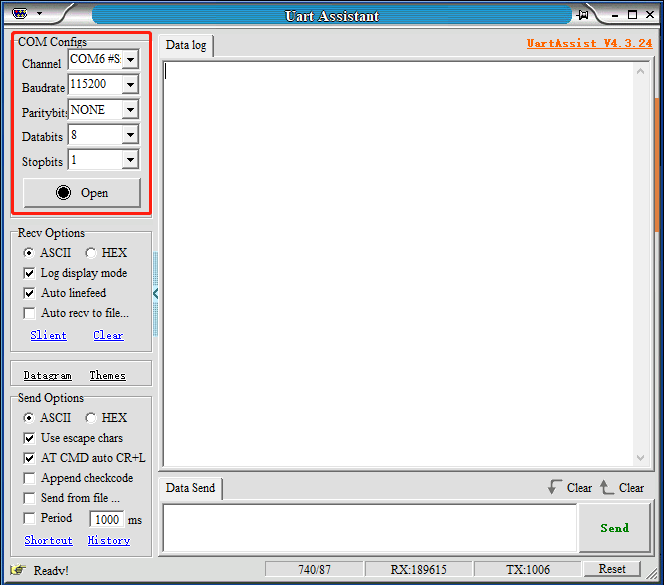 Uart Assistant
COM Configs
Channel COM6 #S
Baudrate 115200
Paritybits NONE
Databits 8
Stopbits 1
Open
Recv Options
ASCII HEX
Log display mode
Auto linefeed
Auto recv to file...
Slient Clear
Datagram Themes
Send Options
ASCII HEX
Use escape chars
AT CMD auto CR+L
Append checkcode
Send from file ...
Period 1000 ms
Shortcut History
Data log UartAssist V4.3.24
Data Send Clear Clear
Send
Ready! 740/87 RX:189615 TX:1006 Reset